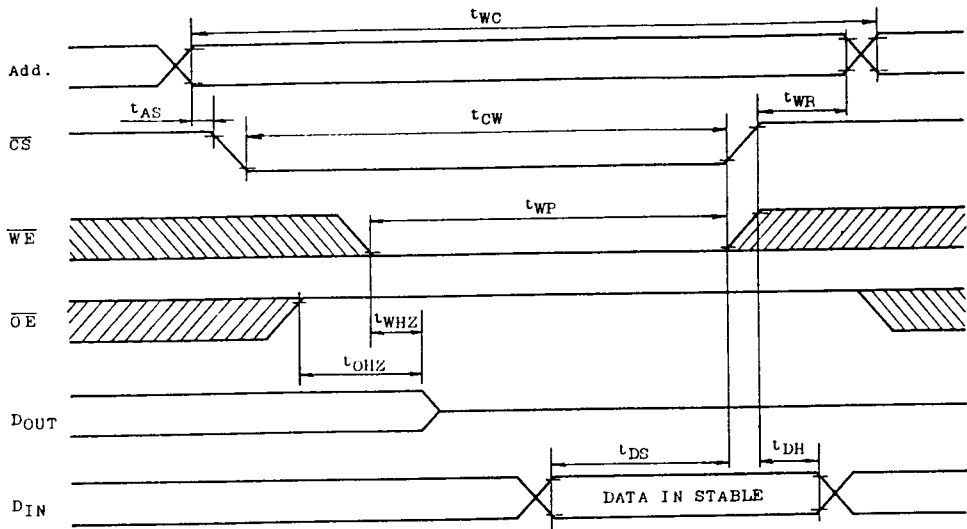 tWC
Add.
tAS
tCW
tWR
CS
tWP
WE
OE
tWHZ
tOHZ
DOUT
tDS
tDH
DIN
DATA IN STABLE